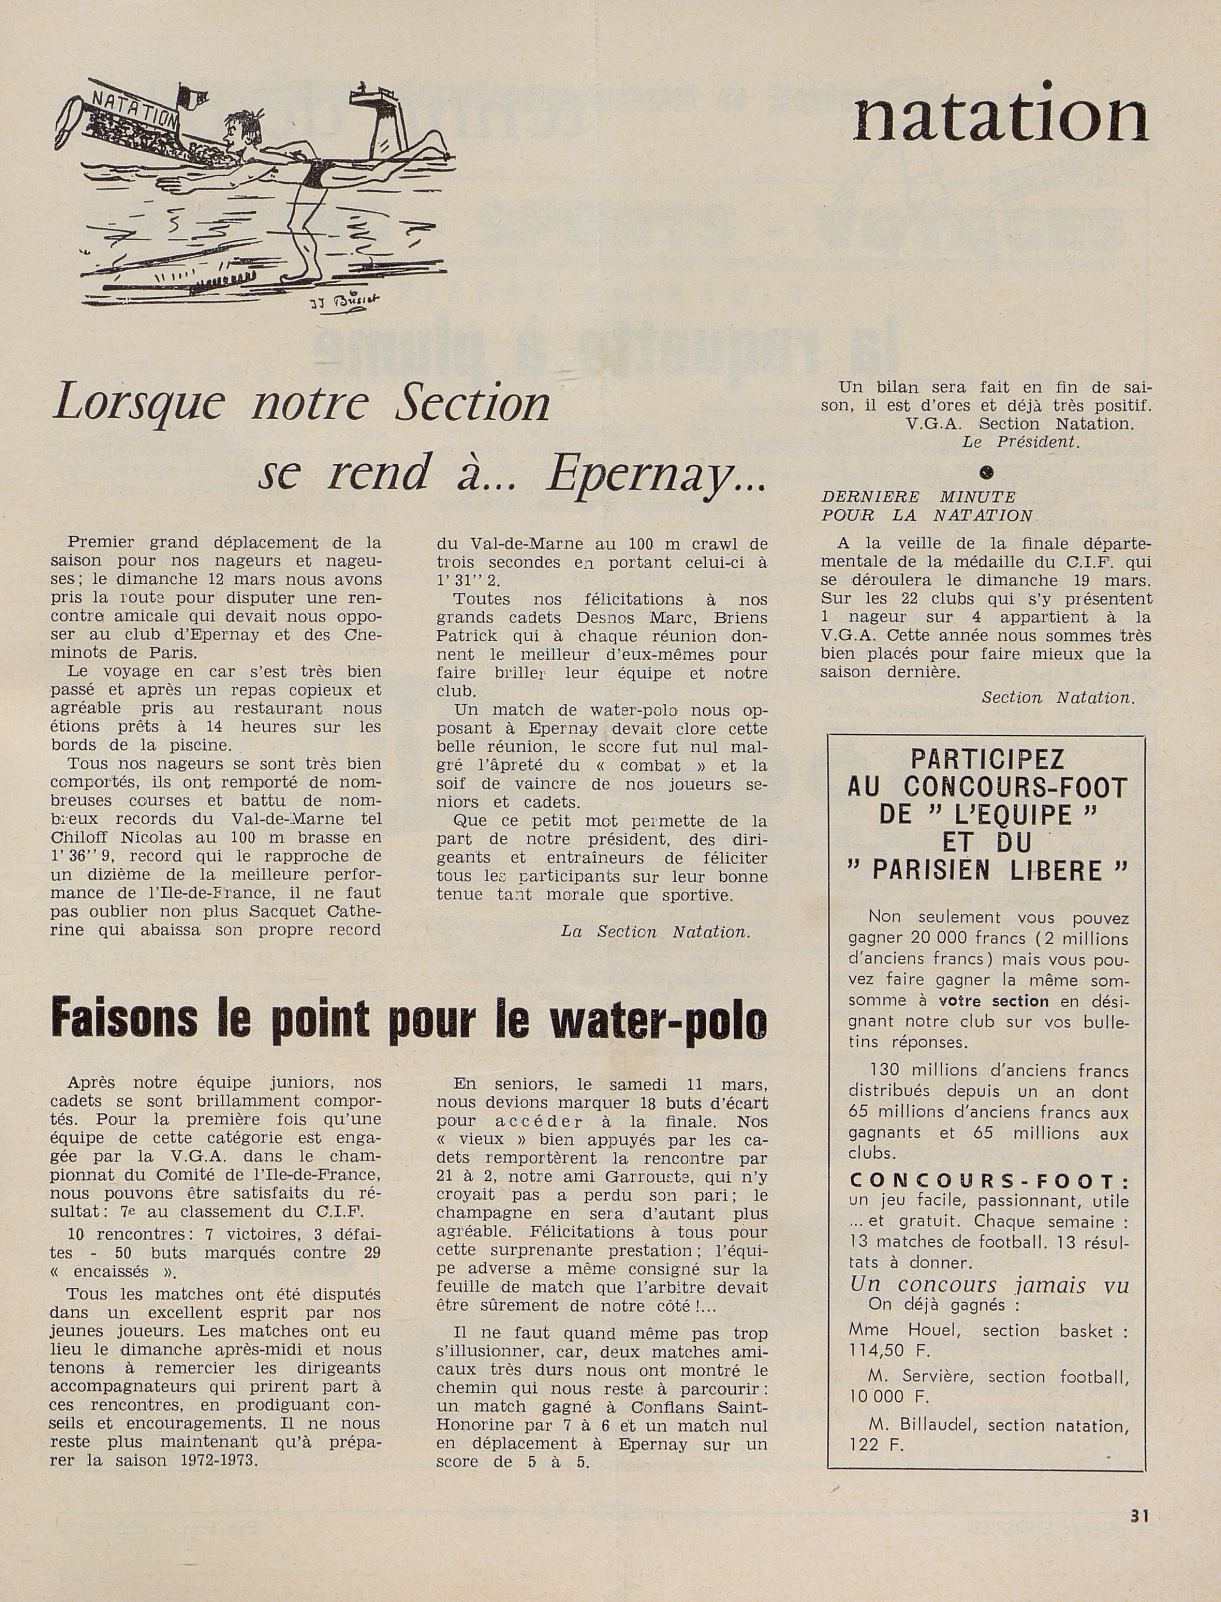 NATATION
JJ Busset
natation
Lorsque notre Section
se rend à... Epernay...
Premier grand déplacement de la
saison pour nos nageurs et nageu-
ses; le dimanche 12 mars nous avons
pris la route pour disputer une ren-
contre amicale qui devait nous oppo-
ser au club d'Epernay et des Che-
minots de Paris.
Le voyage en car s'est très bien
passé et après un repas copieux et
agréable pris au restaurant nous
étions prêts à 14 heures sur les
bords de la piscine.
Tous nos nageurs se sont très bien
comportés, ils ont remporté de nom-
breuses courses et battu de nom-
breux records du Val-de-Marne tel
Chiloff Nicolas au 100 m brasse en
1' 36'' 9, record qui le rapproche de
un dizième de la meilleure perfor-
mance de l'Ile-de-France, il ne faut
pas oublier non plus Sacquet Cathe-
rine qui abaissa son propre record
du Val-de-Marne au 100 m crawl de
trois secondes en portant celui-ci à
1' 31'' 2.
Toutes nos félicitations à nos
grands cadets Desnos Marc, Briens
Patrick qui à chaque réunion don-
nent le meilleur d'eux-mêmes pour
faire briller leur équipe et notre
club.
Un match de water-polo nous op-
posant à Epernay devait clore cette
belle réunion, le score fut nul mal-
gré l'âpreté du « combat » et la
soif de vaincre de nos joueurs se-
niors et cadets.
Que ce petit mot permette de la
part de notre président, des diri-
geants et entraîneurs de féliciter
tous les participants sur leur bonne
tenue tant morale que sportive.
La Section Natation.
Faisons le point pour le water-polo
Après notre équipe juniors, nos
cadets se sont brillamment compor-
tés. Pour la première fois qu'une
équipe de cette catégorie est enga-
gée par la V.G.A. dans le cham-
pionnat du Comité de l'Ile-de-France,
nous pouvons être satisfaits du ré-
sultat : 7e au classement du C.I.F.
10 rencontres : 7 victoires, 3 défai-
tes - 50 buts marqués contre 29
« encaissés ».
Tous les matches ont été disputés
dans un excellent esprit par nos
jeunes joueurs. Les matches ont eu
lieu le dimanche après-midi et nous
tenons à remercier les dirigeants
accompagnateurs qui prirent part à
ces rencontres, en prodiguant con-
seils et encouragements. Il ne nous
reste plus maintenant qu'à prépa-
rer la saison 1972-1973.
En seniors, le samedi 11 mars,
nous devions marquer 18 buts d'écart
pour accéder à la finale. Nos
« vieux » bien appuyés par les ca-
dets remportèrent la rencontre par
21 à 2, notre ami Garrouste, qui n'y
croyait pas a perdu son pari; le
champagne en sera d'autant plus
agréable. Félicitations à tous pour
cette surprenante prestation; l'équi-
pe adverse a même consigné sur la
feuille de match que l'arbitre devait
être sûrement de notre côté !...
Il ne faut quand même pas trop
s'illusionner, car, deux matches ami-
caux très durs nous ont montré le
chemin qui nous reste à parcourir :
un match gagné à Conflans Saint-
Honorine par 7 à 6 et un match nul
en déplacement à Epernay sur un
score de 5 à 5.
Un bilan sera fait en fin de sai-
son, il est d'ores et déjà très positif.
V.G.A. Section Natation.
Le Président.
DERNIERE MINUTE
POUR LA NATATION
A la veille de la finale départe-
mentale de la médaille du C.I.F. qui
se déroulera le dimanche 19 mars.
Sur les 22 clubs qui s'y présentent
1 nageur sur 4 appartient à la
V.G.A. Cette année nous sommes très
bien placés pour faire mieux que la
saison dernière.
Section Natation.
PARTICIPEZ
AU CONCOURS-FOOT
DE " L'EQUIPE "
ET DU
" PARISIEN LIBERE "
Non seulement vous pouvez
gagner 20 000 francs (2 millions
d'anciens francs) mais vous pou-
vez faire gagner la même som-
somme à votre section en dési-
gnant notre club sur vos bulle-
tins réponses.
130 millions d'anciens francs
distribués depuis un an dont
65 millions d'anciens francs aux
gagnants et 65 millions aux
clubs.
CONCOURS-FOOT :
un jeu facile, passionnant, utile
... et gratuit. Chaque semaine :
13 matches de football. 13 résul-
tats à donner.
Un concours jamais vu
On déjà gagnés :
Mme Houel, section basket :
114,50 F.
M. Servière, section football,
10 000 F.
M. Billaudel, section natation,
122 F.
31